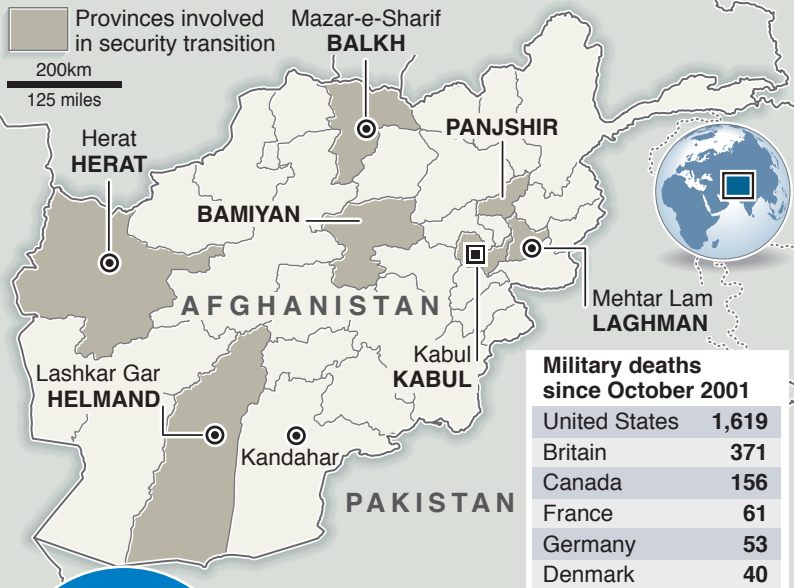 Provinces involved
in security transition
200km
125 miles
Mazar-e-Sharif
BALKH
Herat
HERAT
PANJSHIR
BAMIYAN
AFGHANISTAN
Mehtar Lam
LAGHMAN
Kabul
KABUL
Lashkar Gar
HELMAND
Kandahar
PAKISTAN
Military deaths
since October 2001
United States 1,619
Britain 371
Canada 156
France 61
Germany 53
Denmark 40